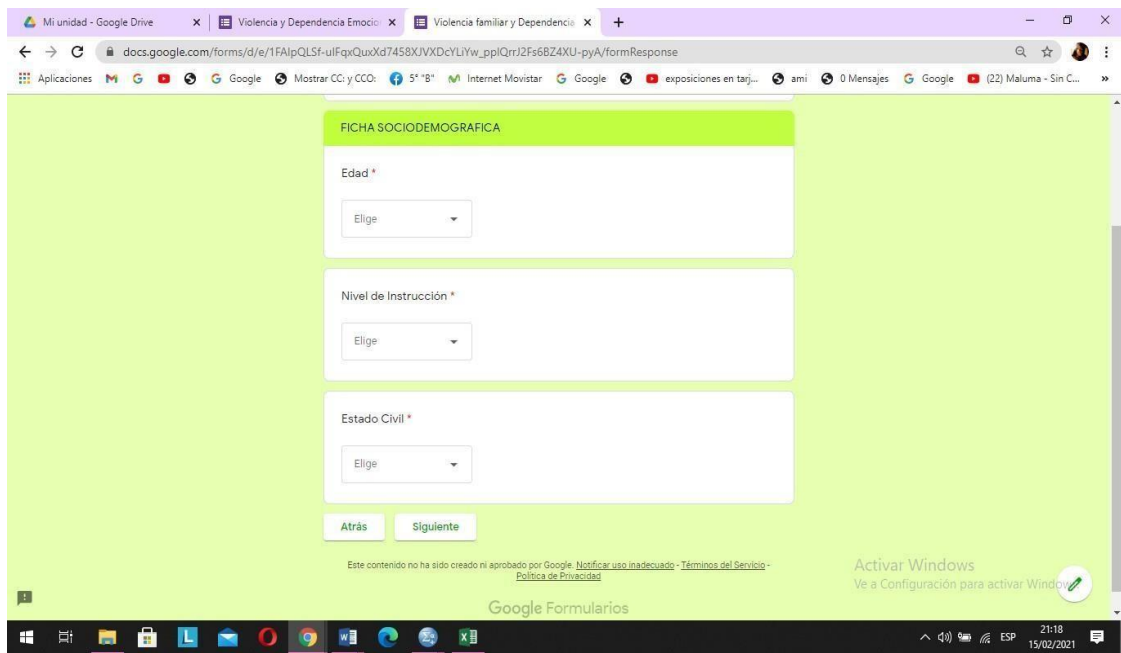 Mi unidad - Google Drive
Violencia y Dependencia Emocio
Violencia familiar y Dependencia
docs.google.com/forms/d/e/1FAIpQLSf-uIFqxQuxXd7458XJVXDcYLiYw_ppIQrrJ2Fs6BZ4XU-pyA/formResponse
Aplicaciones G Google Mostrar CC: y CCO: 5° "B" Internet Movistar G Google exposiciones en tarj... ami 0 Mensajes G Google (22) Maluma - Sin C... »
FICHA SOCIODEMOGRAFICA
Edad *
Elige
Nivel de Instrucción *
Elige
Estado Civil *
Elige
Atrás Siguiente
Este contenido no ha sido creado ni aprobado por Google. Notificar uso inadecuado - Términos del Servicio -
Política de Privacidad
Google Formularios
Activar Windows
Ve a Configuración para activar Window
ESP
21:18
15/02/2021